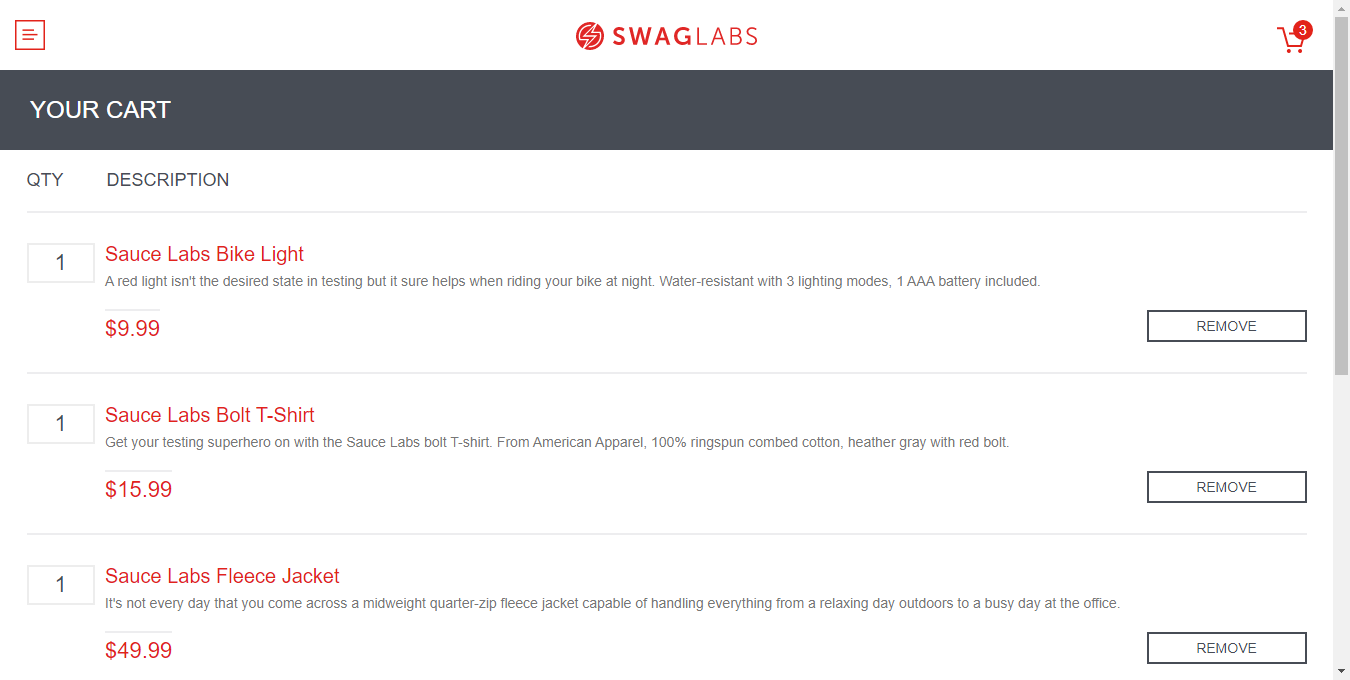 SWAGLABS
3
YOUR CART
QTY DESCRIPTION
1
Sauce Labs Bike Light
A red light isn't the desired state in testing but it sure helps when riding your bike at night. Water-resistant with 3 lighting modes, 1 AAA battery included.
$9.99
REMOVE
1
Sauce Labs Bolt T-Shirt
Get your testing superhero on with the Sauce Labs bolt T-shirt. From American Apparel, 100% ringspun combed cotton, heather gray with red bolt.
$15.99
REMOVE
1
Sauce Labs Fleece Jacket
It's not every day that you come across a midweight quarter-zip fleece jacket capable of handling everything from a relaxing day outdoors to a busy day at the office.
$49.99
REMOVE